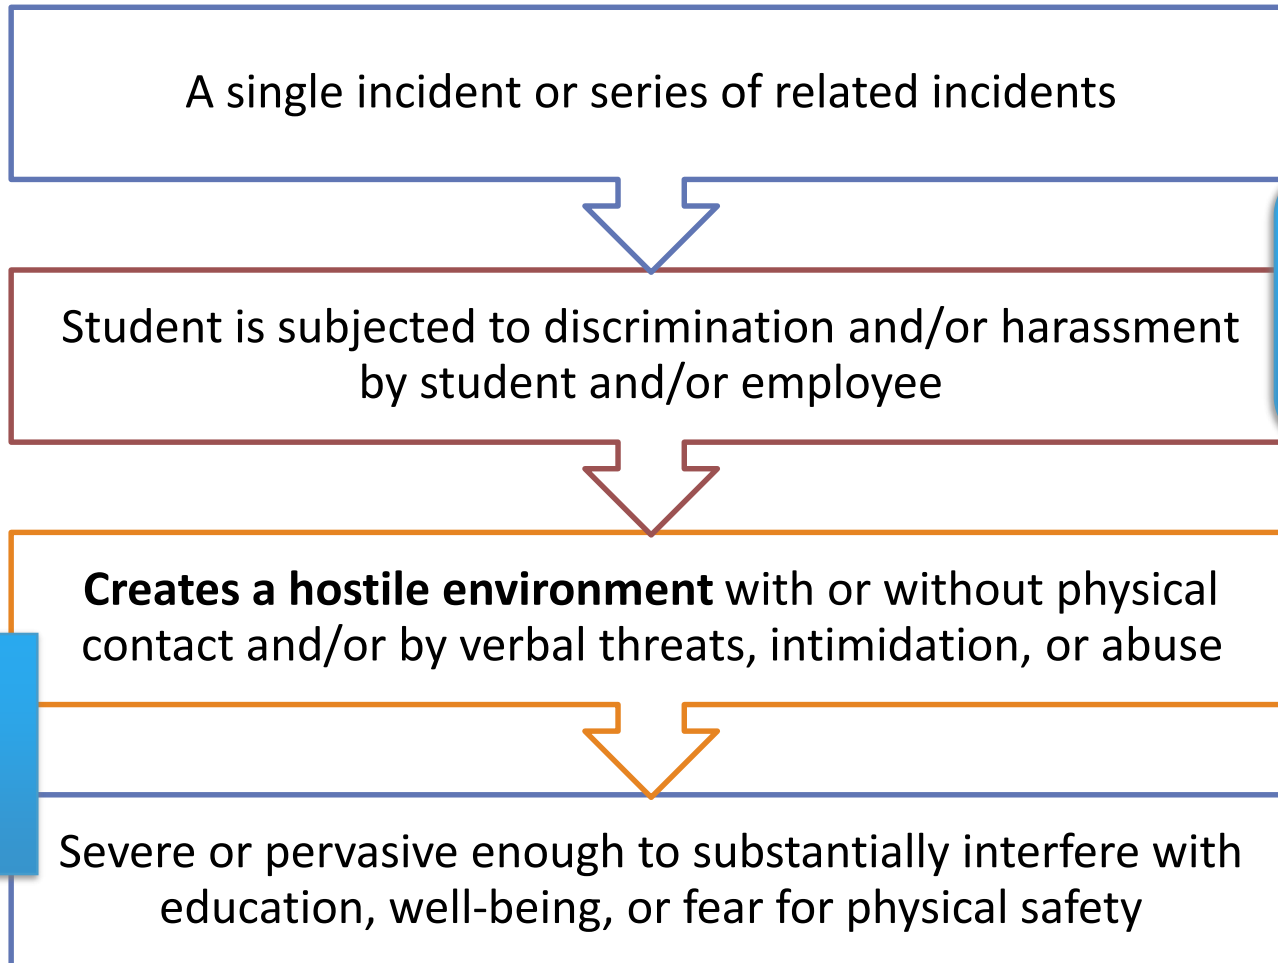 A single incident or series of related incidents
Student is subjected to discrimination and/or harassment
by student and/or employee
Creates a hostile environment with or without physical
contact and/or by verbal threats, intimidation, or abuse
Severe or pervasive enough to substantially interfere with
education, well-being, or fear for physical safety